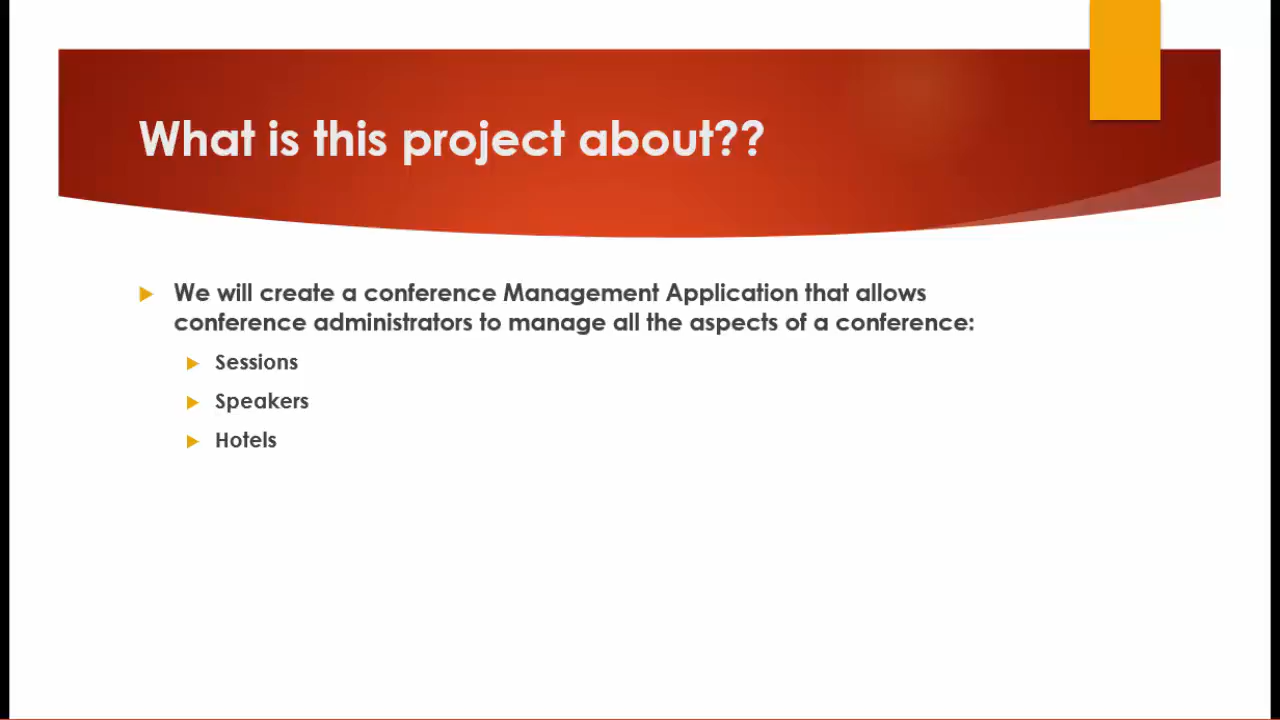 What is this project about??
We will create a conference Management Application that allows
conference administrators to manage all the aspects of a conference:
Sessions
Speakers
Hotels